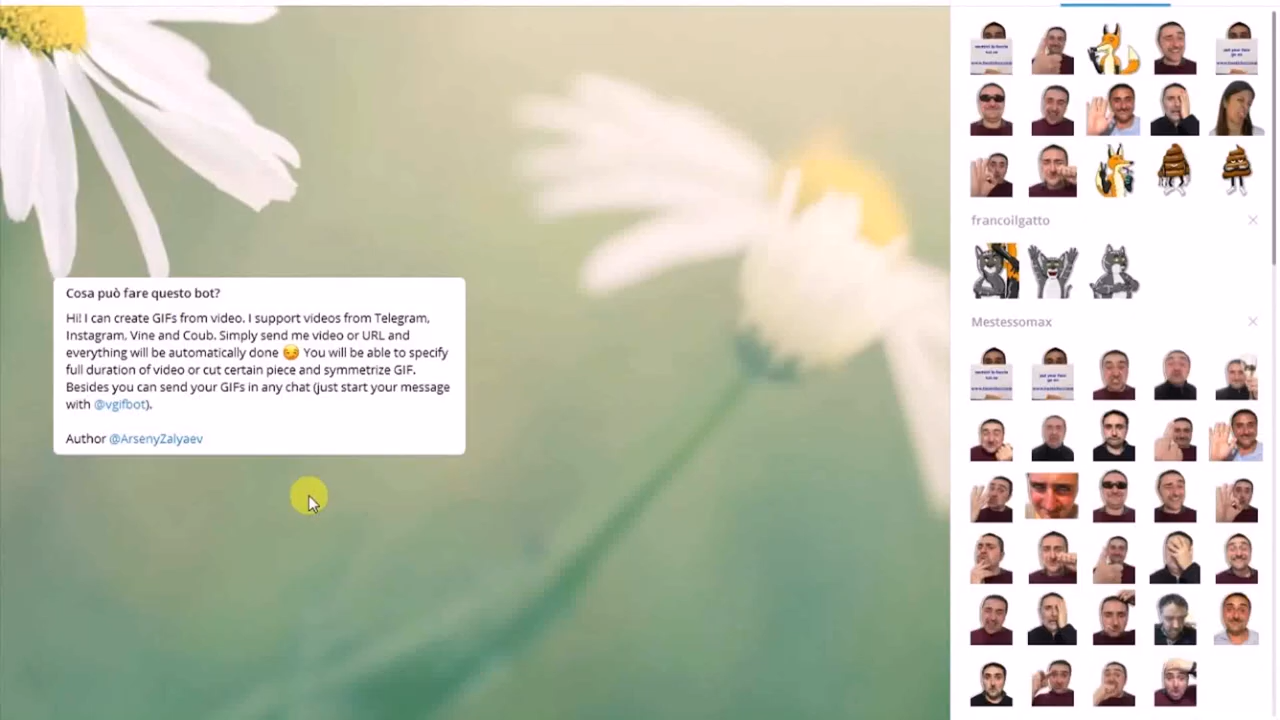 Cosa può fare questo bot?
Hi! I can create GIFs from video. I support videos from Telegram,
Instagram, Vine and Coub. Simply send me video or URL and
everything will be automatically done 😏 You will be able to specify
full duration of video or cut certain piece and symmetrize GIF.
Besides you can send your GIFs in any chat (just start your message
with @vgifbot).
Author @ArsenyZalyaev
francoilgatto
Mestessomax